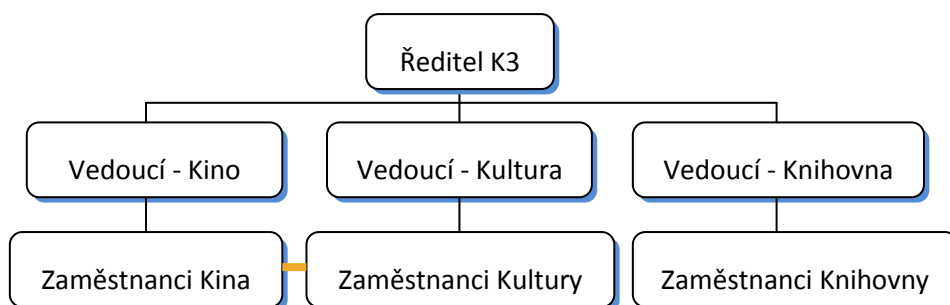 Ředitel K3
Vedoucí - Kino
Vedoucí - Kultura
Vedoucí - Knihovna
Zaměstnanci Kina
Zaměstnanci Kultury
Zaměstnanci Knihovny